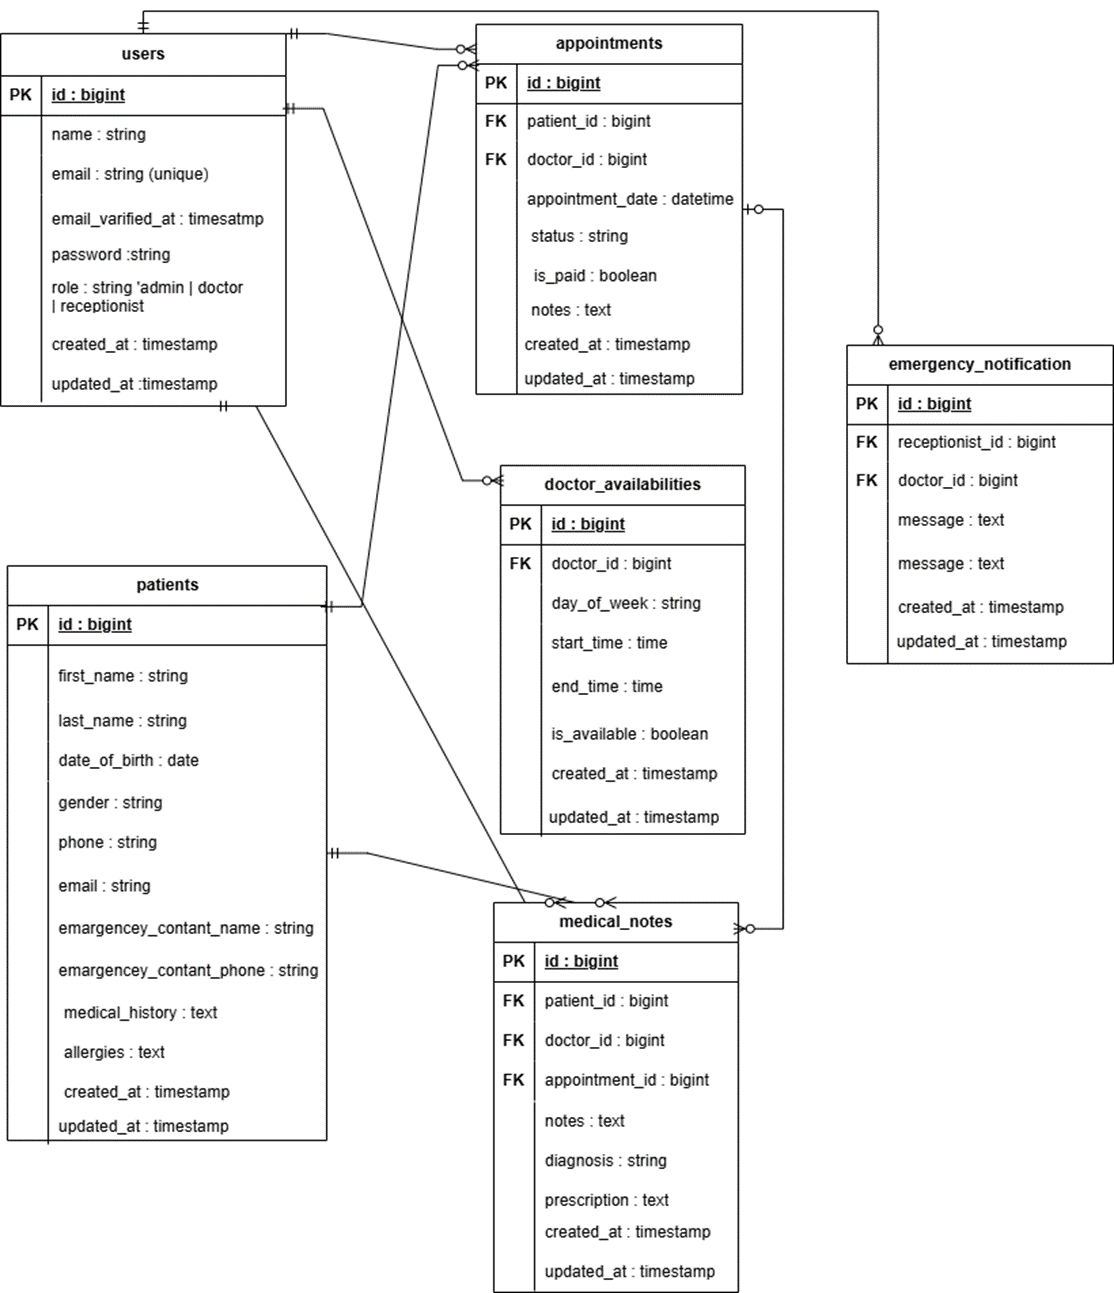 users
PK id : bigint
name : string
email : string (unique)
email_varified_at : timesatmp
password :string
role : string 'admin | doctor
| receptionist
created_at : timestamp
updated_at :timestamp
appointments
PK id : bigint
FK patient_id : bigint
FK doctor_id : bigint
appointment_date : datetime
status : string
is_paid : boolean
notes : text
created_at : timestamp
updated_at : timestamp
emergency_notification
PK id : bigint
FK receptionist_id : bigint
FK doctor_id : bigint
message : text
message : text
created_at : timestamp
updated_at : timestamp
doctor_availabilities
PK id : bigint
FK doctor_id : bigint
day_of_week : string
start_time : time
end_time : time
is_available : boolean
created_at : timestamp
updated_at : timestamp
patients
PK id : bigint
first_name : string
last_name : string
date_of_birth : date
gender : string
phone : string
email : string
emargencey_contant_name : string
emargencey_contant_phone : string
medical_history : text
allergies : text
created_at : timestamp
updated_at : timestamp
medical_notes
PK id : bigint
FK patient_id : bigint
FK doctor_id : bigint
FK appointment_id : bigint
notes : text
diagnosis : string
prescription : text
created_at : timestamp
updated_at : timestamp